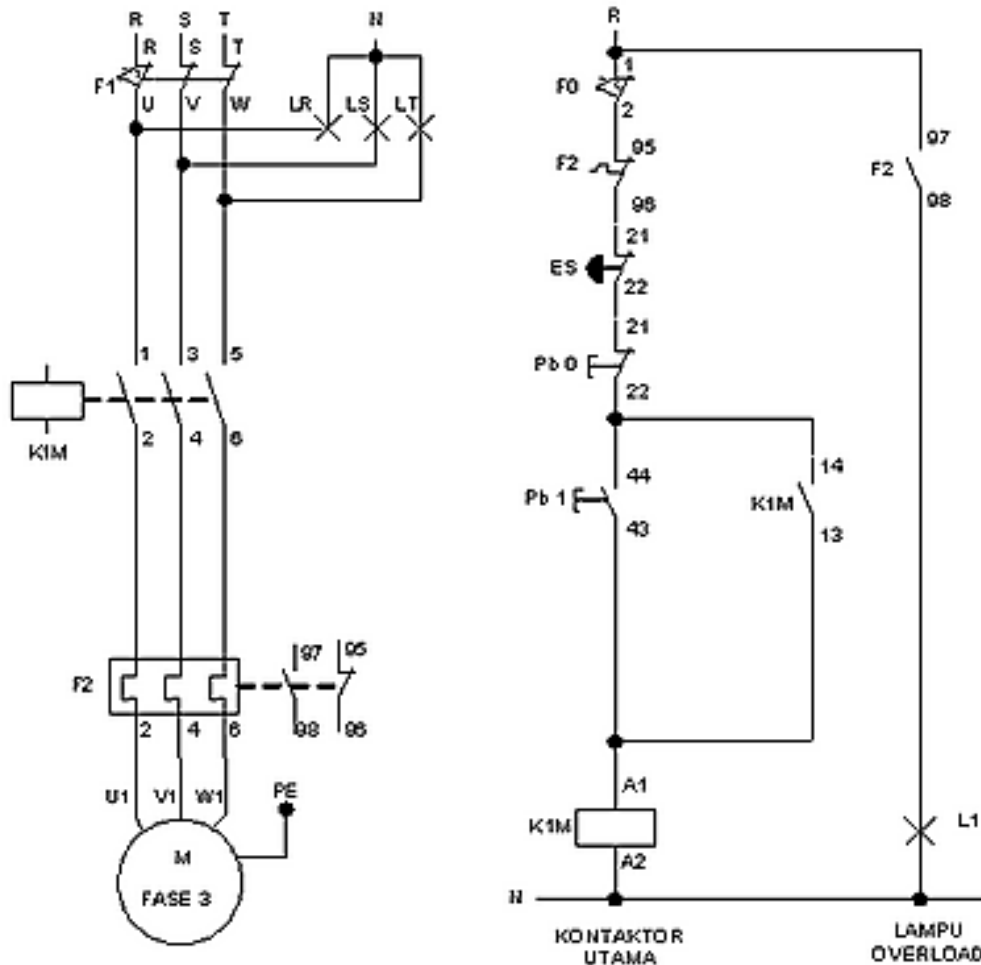 R S T N
R S T
F1
U V W LR LS LT
1 3 5
K1M
2 4 6
F2
97 95
98 96
2 4 6
U1 V1 W1 PE
M
FASE 3
R
1
F0
2
95
F2
96
21
ES
22
21
Pb 0
22
44
Pb 1
43
14
K1M
13
97
F2
98
A1
K1M
A2
L1
N
KONTAKTOR
UTAMA
LAMPU
OVERLOAD